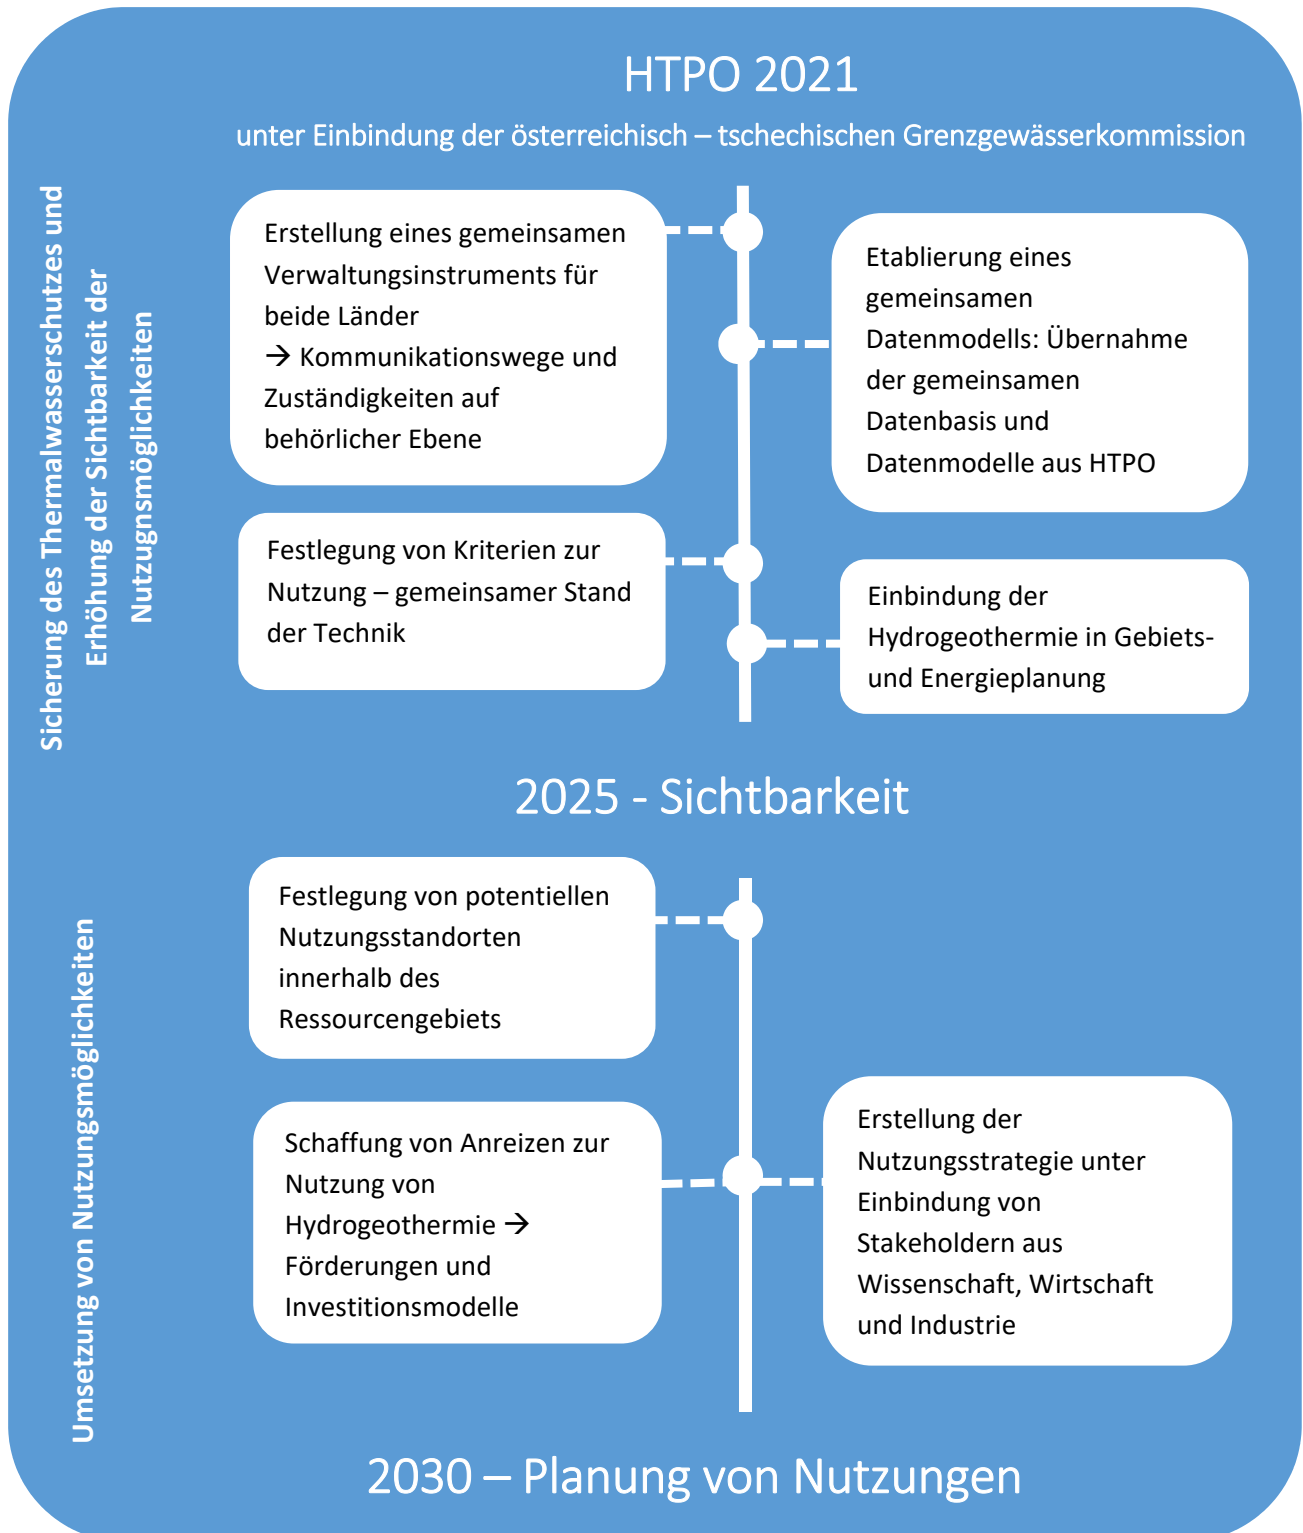 HTPO 2021
unter Einbindung der österreichisch – tschechischen Grenzgewässerkommission
Sicherung des Thermalwasserschutzes und
Erhöhung der Sichtbarkeit der
Nutzugnsmöglichkeiten
Erstellung eines gemeinsamen
Verwaltungsinstruments für
beide Länder
→ Kommunikationswege und
Zuständigkeiten auf
behörlicher Ebene
Etablierung eines
gemeinsamen
Datenmodells: Übernahme
der gemeinsamen
Datenbasis und
Datenmodelle aus HTPO
Festlegung von Kriterien zur
Nutzung – gemeinsamer Stand
der Technik
Einbindung der
Hydrogeothermie in Gebiets-
und Energieplanung
2025 - Sichtbarkeit
Umsetzung von Nutzungsmöglichkeiten
Festlegung von potentiellen
Nutzungsstandorten
innerhalb des
Ressourcengebiets
Schaffung von Anreizen zur
Nutzung von
Hydrogeothermie →
Förderungen und
Investitionsmodelle
Erstellung der
Nutzungsstrategie unter
Einbindung von
Stakeholdern aus
Wissenschaft, Wirtschaft
und Industrie
2030 – Planung von Nutzungen